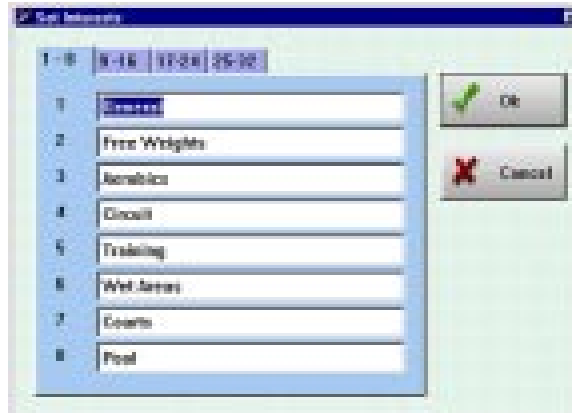 Set Interests
1 - 8 9-16 17-24 25-32
1
2 Free Weights
3 Aerobics
4 Circuit
5 Training
6 Wet Areas
7 Courts
8 Pool
Ok
Cancel